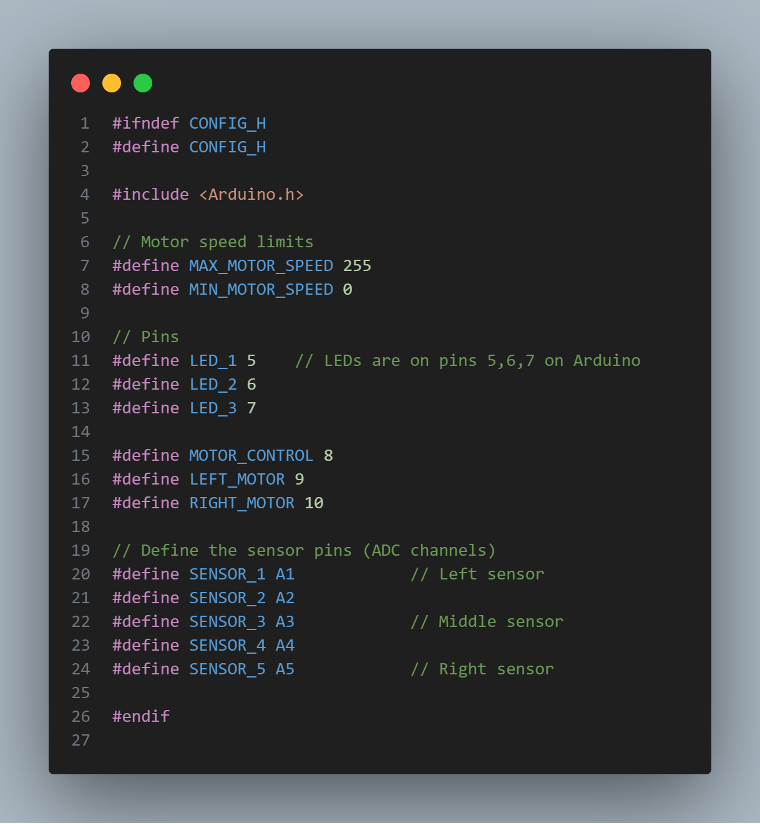 1 #ifndef CONFIG_H
2 #define CONFIG_H
3
4 #include <Arduino.h>
5
6 // Motor speed limits
7 #define MAX_MOTOR_SPEED 255
8 #define MIN_MOTOR_SPEED 0
9
10 // Pins
11 #define LED_1 5    // LEDs are on pins 5,6,7 on Arduino
12 #define LED_2 6
13 #define LED_3 7
14
15 #define MOTOR_CONTROL 8
16 #define LEFT_MOTOR 9
17 #define RIGHT_MOTOR 10
18
19 // Define the sensor pins (ADC channels)
20 #define SENSOR_1 A1            // Left sensor
21 #define SENSOR_2 A2
22 #define SENSOR_3 A3            // Middle sensor
23 #define SENSOR_4 A4
24 #define SENSOR_5 A5            // Right sensor
25
26 #endif
27